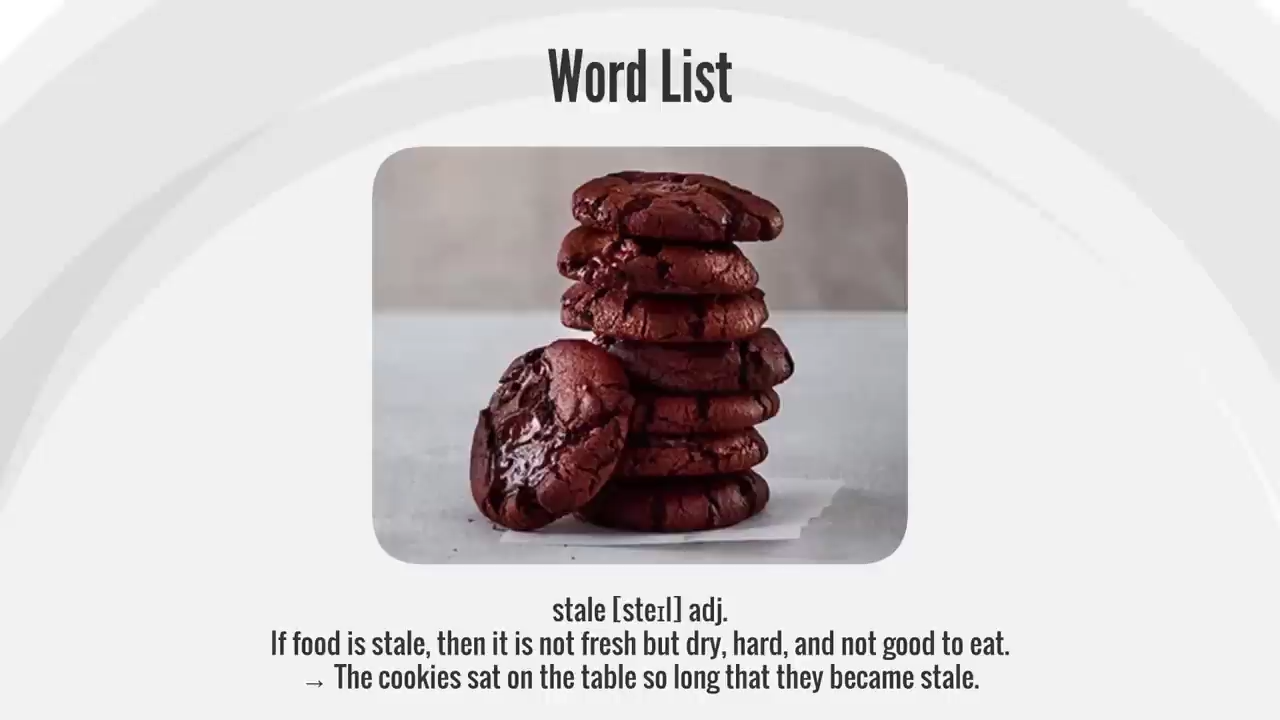 Word List
stale [steɪl] adj.
If food is stale, then it is not fresh but dry, hard, and not good to eat.
→ The cookies sat on the table so long that they became stale.